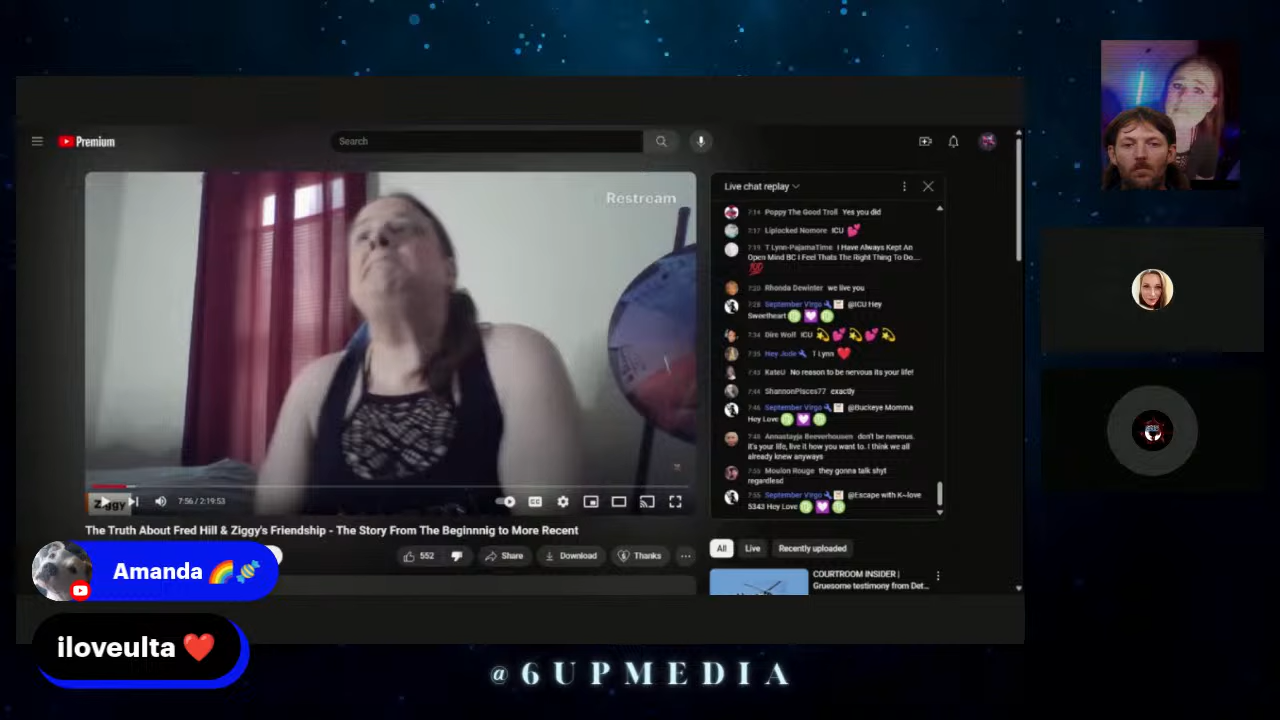 Premium
Search
Restream
Ziggy
7:56 / 2:19:53
The Truth About Fred Hill & Ziggy's Friendship - The Story From The Beginnnig to More Recent
552
Share
Download
Thanks
Live chat replay
7:14 Poppy The Good Troll Yes you did
7:17 Liplocked Nomore ICU 💕
7:19 T Lynn-PajamaTime I Have Always Kept An
Open Mind BC I Feel Thats The Right Thing To Do...
💯
Rhonda Dewinter we live you
7:28 September Virgo @ICU Hey
Sweetheart
7:34 Dire Wolf ICU 💫💕💫💕💫
7:35 Hey Jude T Lynn ❤️
7:43 KateU No reason to be nervous its your life!
7:44 ShannonPisces77 exactly
7:46 September Virgo @Buckeye Momma
Hey Love
7:48 Annastayja Beeverhousen don't be nervous.
It's your life, live it how you want to. I think we all
already knew anyways
7:55 Moulon Rouge they gonna talk shyt
regardlesd
7:55 September Virgo @Escape with K~love
5343 Hey Love
All
Live
Recently uploaded
COURTROOM INSIDER |
Gruesome testimony from Det...
Amanda 🌈🍬
iloveulta ❤️
@6UPMEDIA